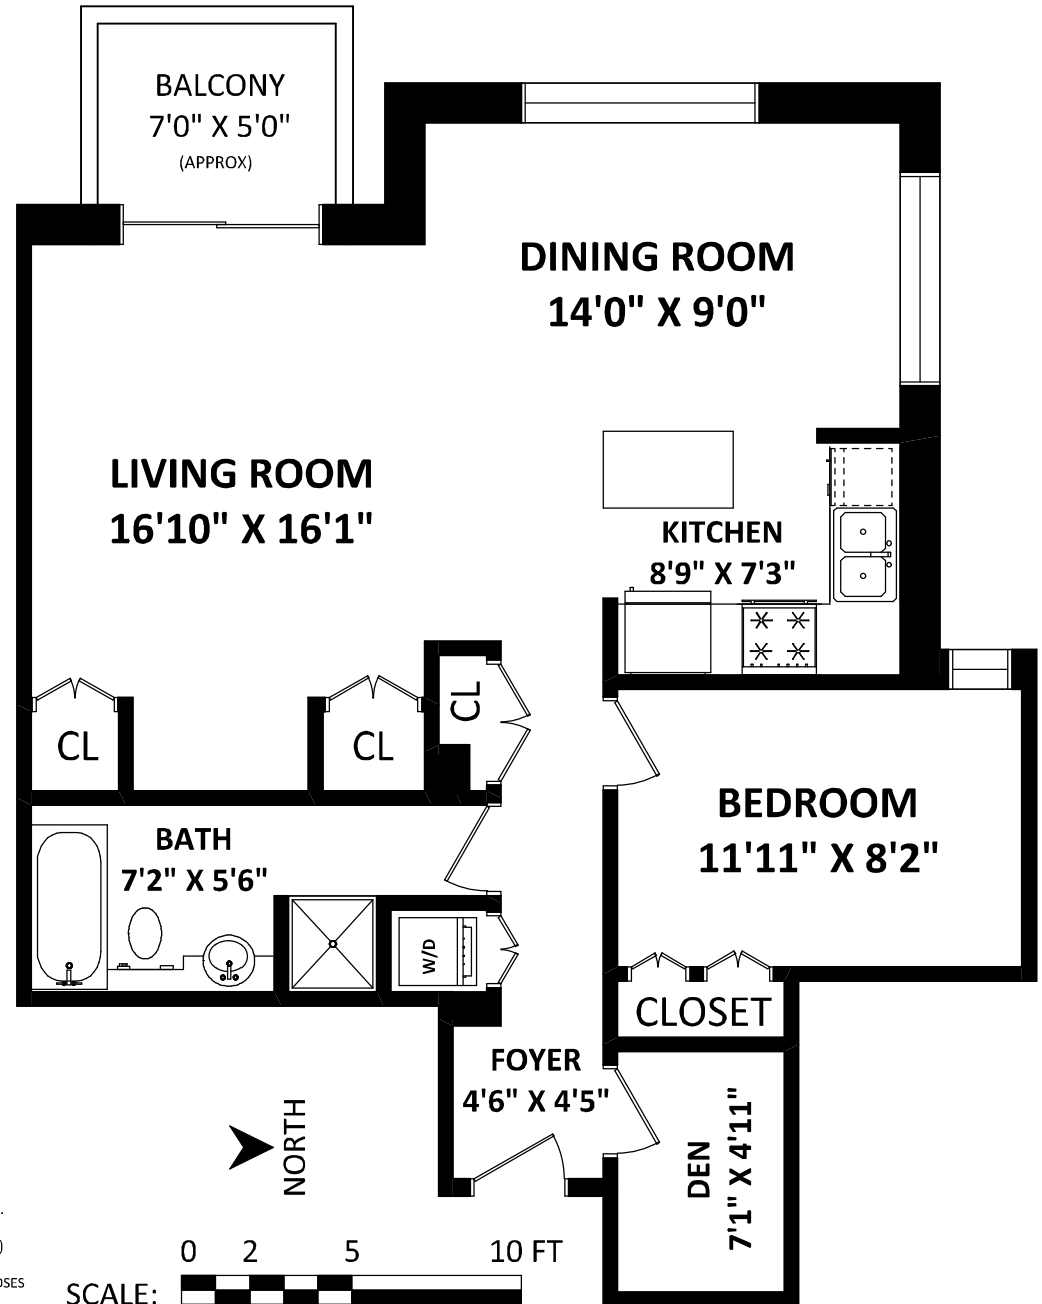 BALCONY
7'0" X 5'0"
(APPROX)
DINING ROOM
14'0" X 9'0"
LIVING ROOM
16'10" X 16'1"
KITCHEN
8'9" X 7'3"
CL
CL
CL
BEDROOM
11'11" X 8'2"
BATH
7'2" X 5'6"
W/D
CLOSET
FOYER
4'6" X 4'5"
DEN
7'1" X 4'11"
NORTH
0 2 5 10 FT
SCALE: